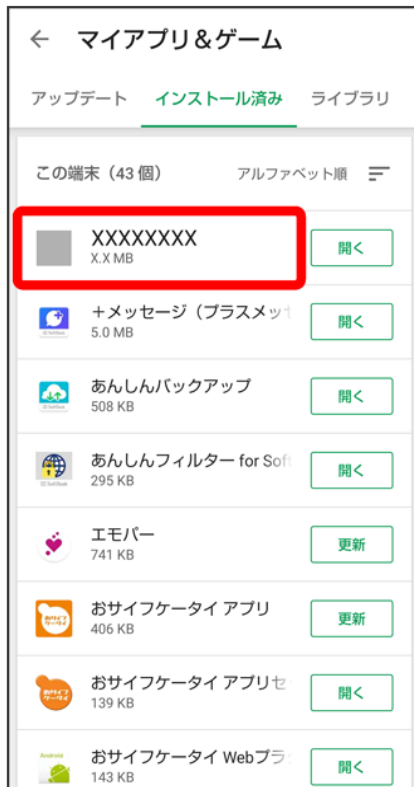 ← マイアプリ＆ゲーム
アップデート インストール済み ライブラリ
この端末（43 個） アルファベット順
XXXXXXXX
X.X MB
開く
＋メッセージ（プラスメッセ
5.0 MB
開く
あんしんバックアップ
508 KB
開く
あんしんフィルター for Soft
295 KB
開く
エモパー
741 KB
更新
おサイフケータイ アプリ
406 KB
更新
おサイフケータイ アプリセ
139 KB
開く
Android
おサイフケータイ Webプラ
143 KB
開く